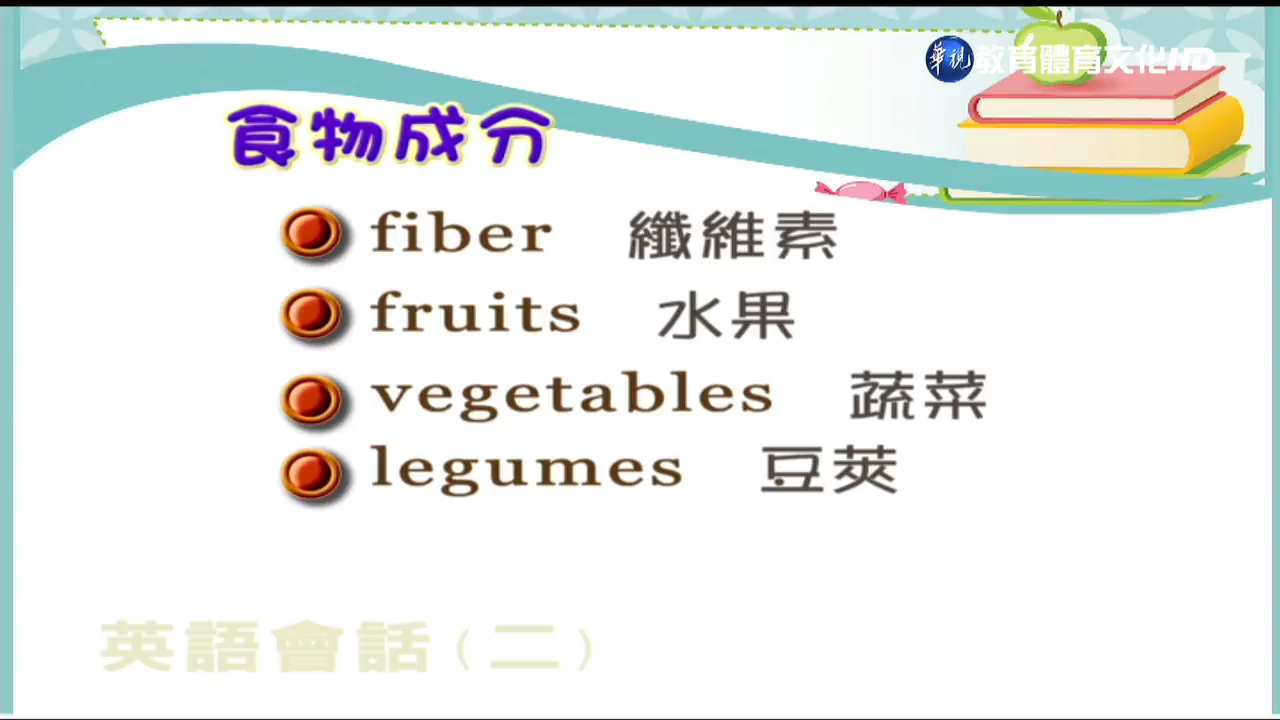 華視 教育體育文化HD
食物成分
fiber 纖維素
fruits 水果
vegetables 蔬菜
legumes 豆莢
英語會話(二)